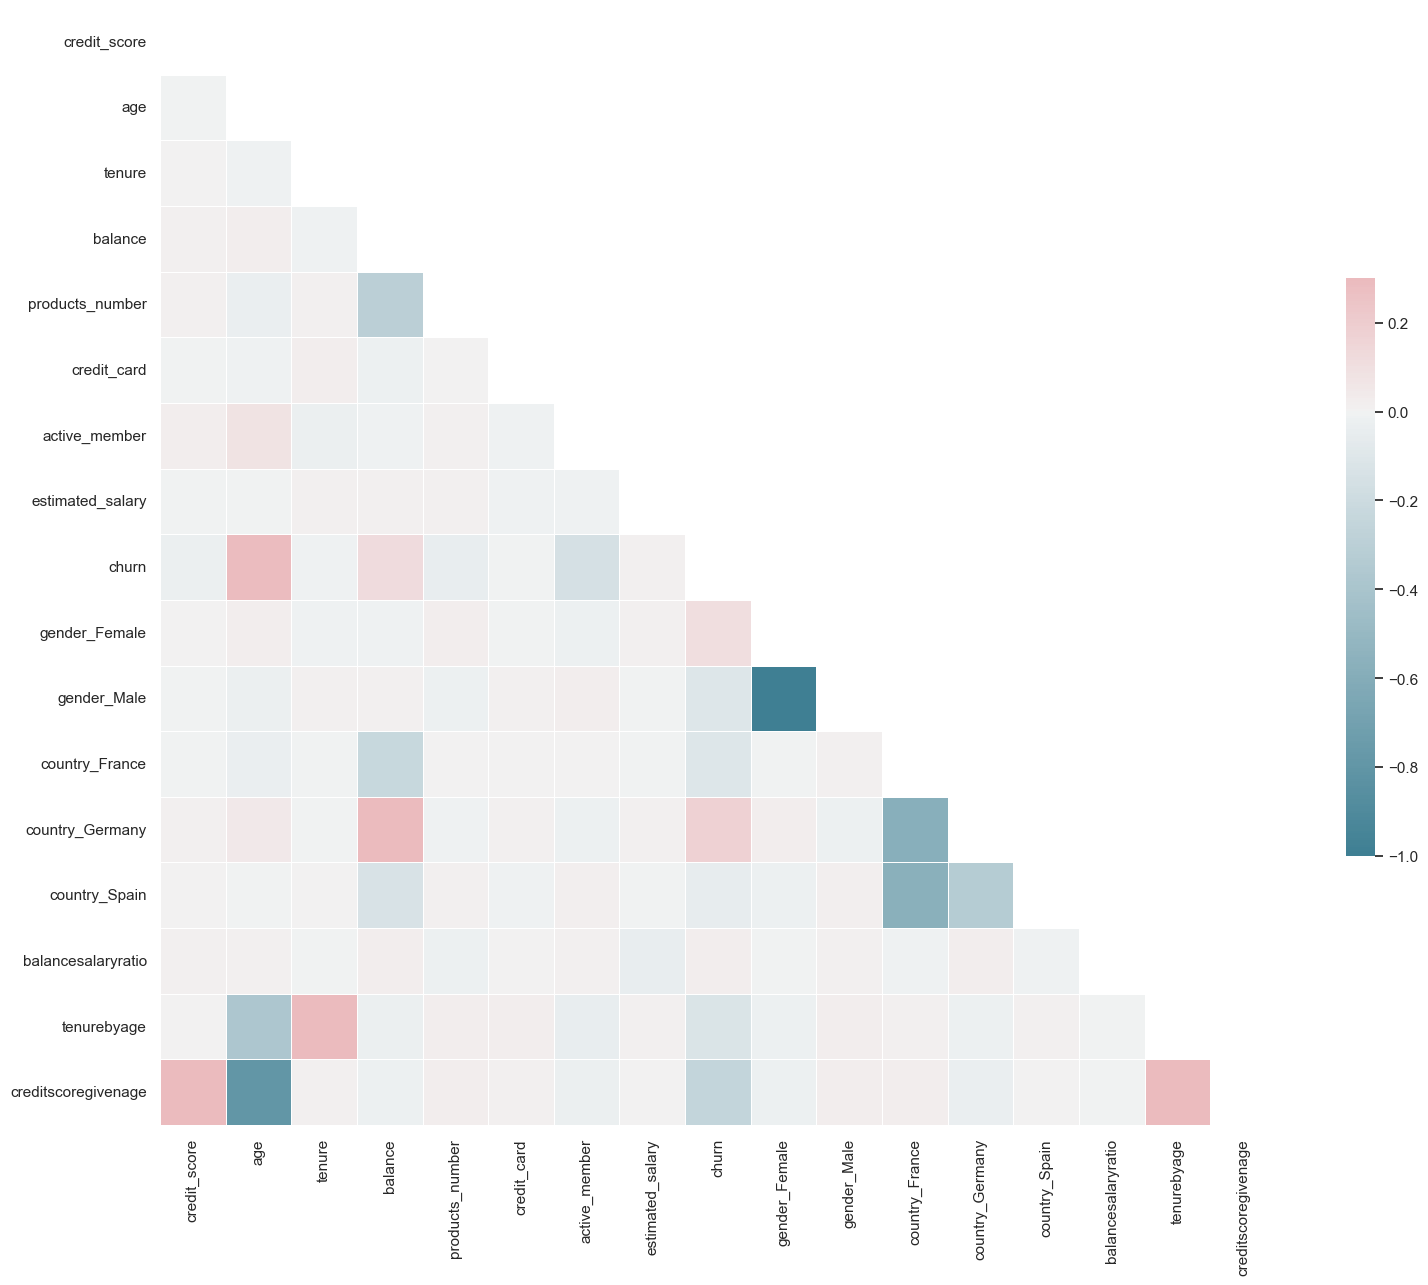 credit_score
age
tenure
balance
products_number
credit_card
active_member
estimated_salary
churn
gender_Female
gender_Male
country_France
country_Germany
country_Spain
balancesalaryratio
tenurebyage
creditscoregivenage
credit_score
age
tenure
balance
products_number
credit_card
active_member
estimated_salary
churn
gender_Female
gender_Male
country_France
country_Germany
country_Spain
balancesalaryratio
tenurebyage
creditscoregivenage
0.2
0.0
−0.2
−0.4
−0.6
−0.8
−1.0